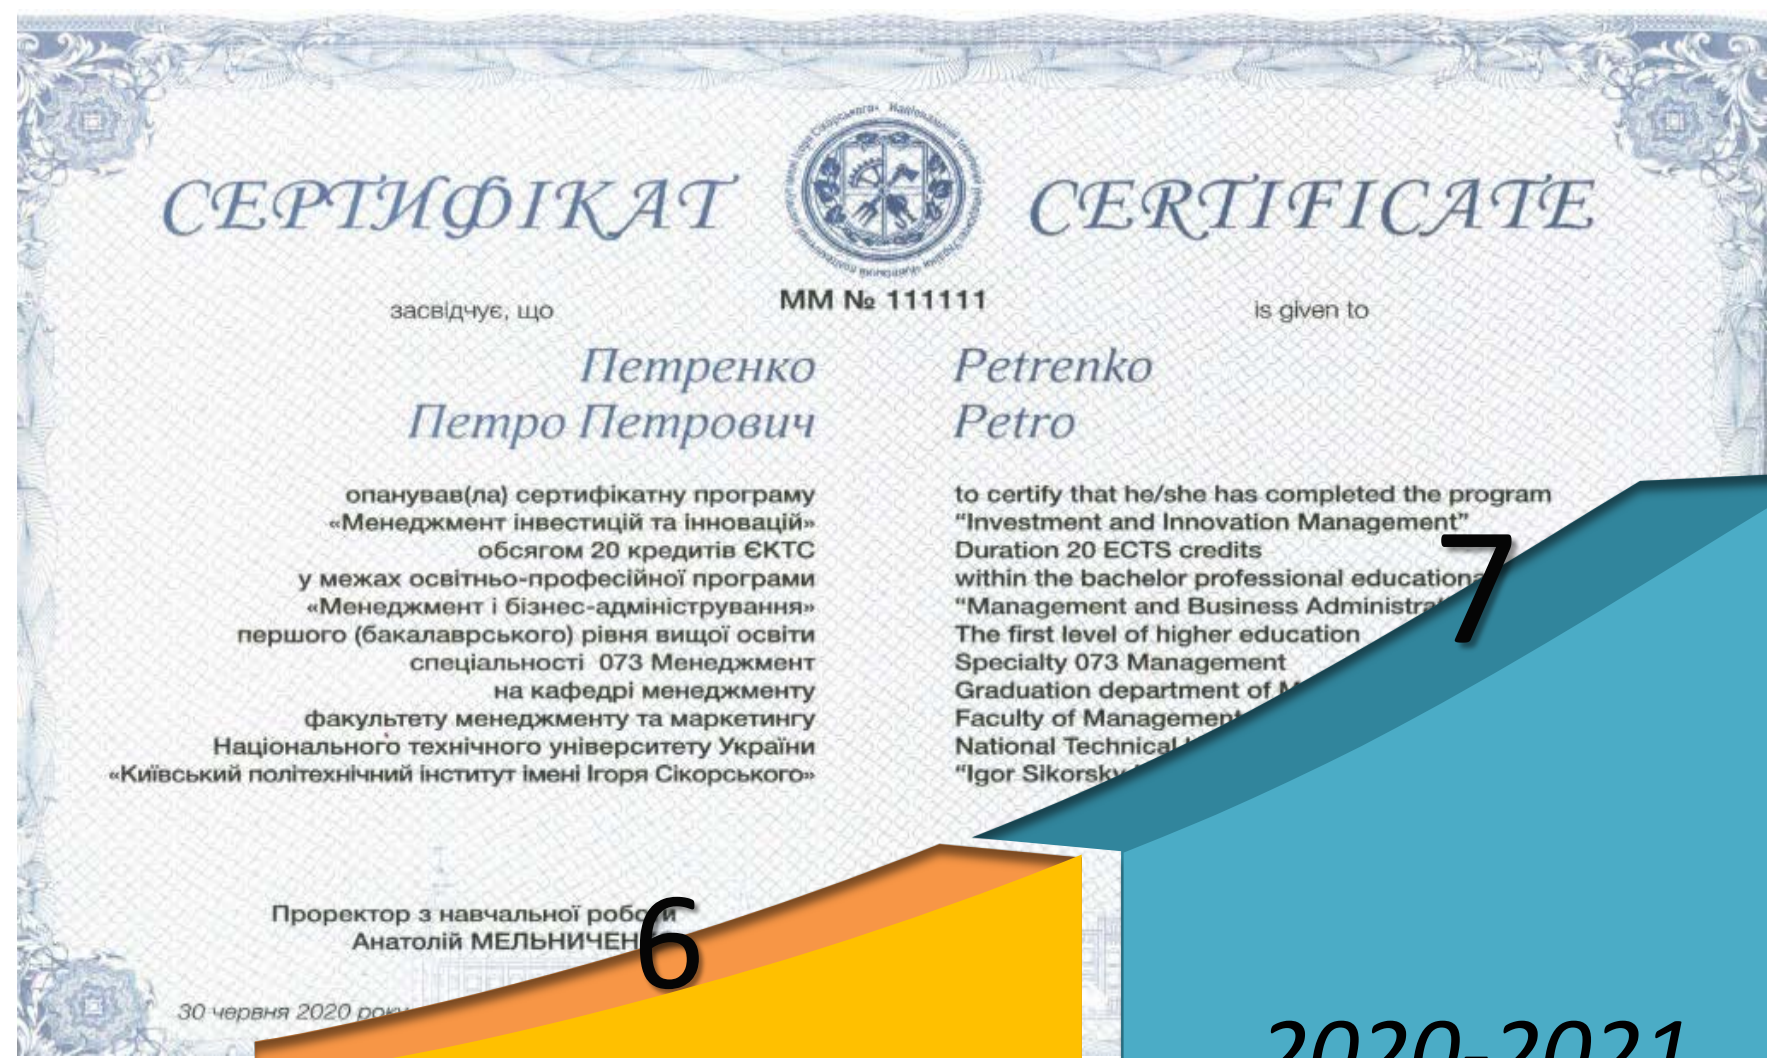 СЕРТИФІКАТ
засвідчує, що
Петренко
Петро Петрович
опанував(ла) сертифікатну програму
«Менеджмент інвестицій та інновацій»
обсягом 20 кредитів ЄКТС
у межах освітньо-професійної програми
«Менеджмент і бізнес-адміністрування»
першого (бакалаврського) рівня вищої освіти
спеціальності 073 Менеджмент
на кафедрі менеджменту
факультету менеджменту та маркетингу
Національного технічного університету України
«Київський політехнічний інститут імені Ігоря Сікорського»
Проректор з навчальної роботи
Анатолій
30 червня 2020 року
ММ № 111111
CERTIFICATE
is given to
Petrenko
Petro
to certify that he/she has completed the program
“Investment and Innovation Management”
Duration 20 ECTS credits
within the bachelor professional
“Management and Business
The first level of higher education
Specialty 073 Management
Graduation department of
Faculty of Management
National Technical
“Igor Sikorsky
6
7
2020-2021